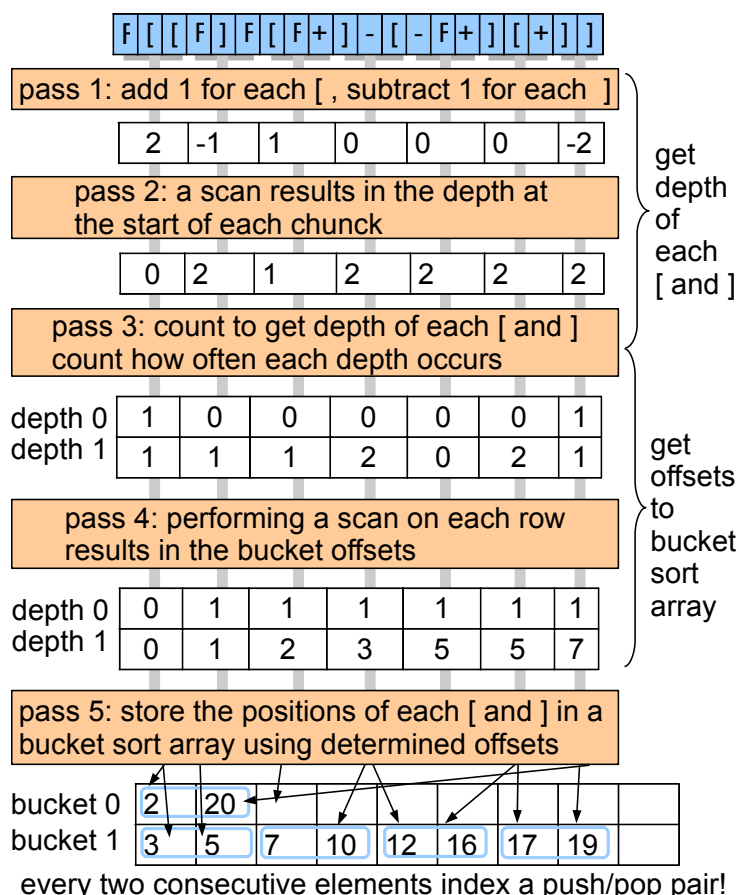 F [ [ F ] F [ F + ] - [ - F + ] [ + ] ]
pass 1: add 1 for each [ , subtract 1 for each ]
2 -1 1 0 0 0 -2
pass 2: a scan results in the depth at
the start of each chunck
0 2 1 2 2 2 2
get
depth
of
each
[ and ]
pass 3: count to get depth of each [ and ]
count how often each depth occurs
depth 0 1 0 0 0 0 0 1
depth 1 1 1 1 2 0 2 1
pass 4: performing a scan on each row
results in the bucket offsets
depth 0 0 1 1 1 1 1 1
depth 1 0 1 2 3 5 5 7
get
offsets
to
bucket
sort
array
pass 5: store the positions of each [ and ] in a
bucket sort array using determined offsets
bucket 0 2 20
bucket 1 3 5 7 10 12 16 17 19
every two consecutive elements index a push/pop pair!